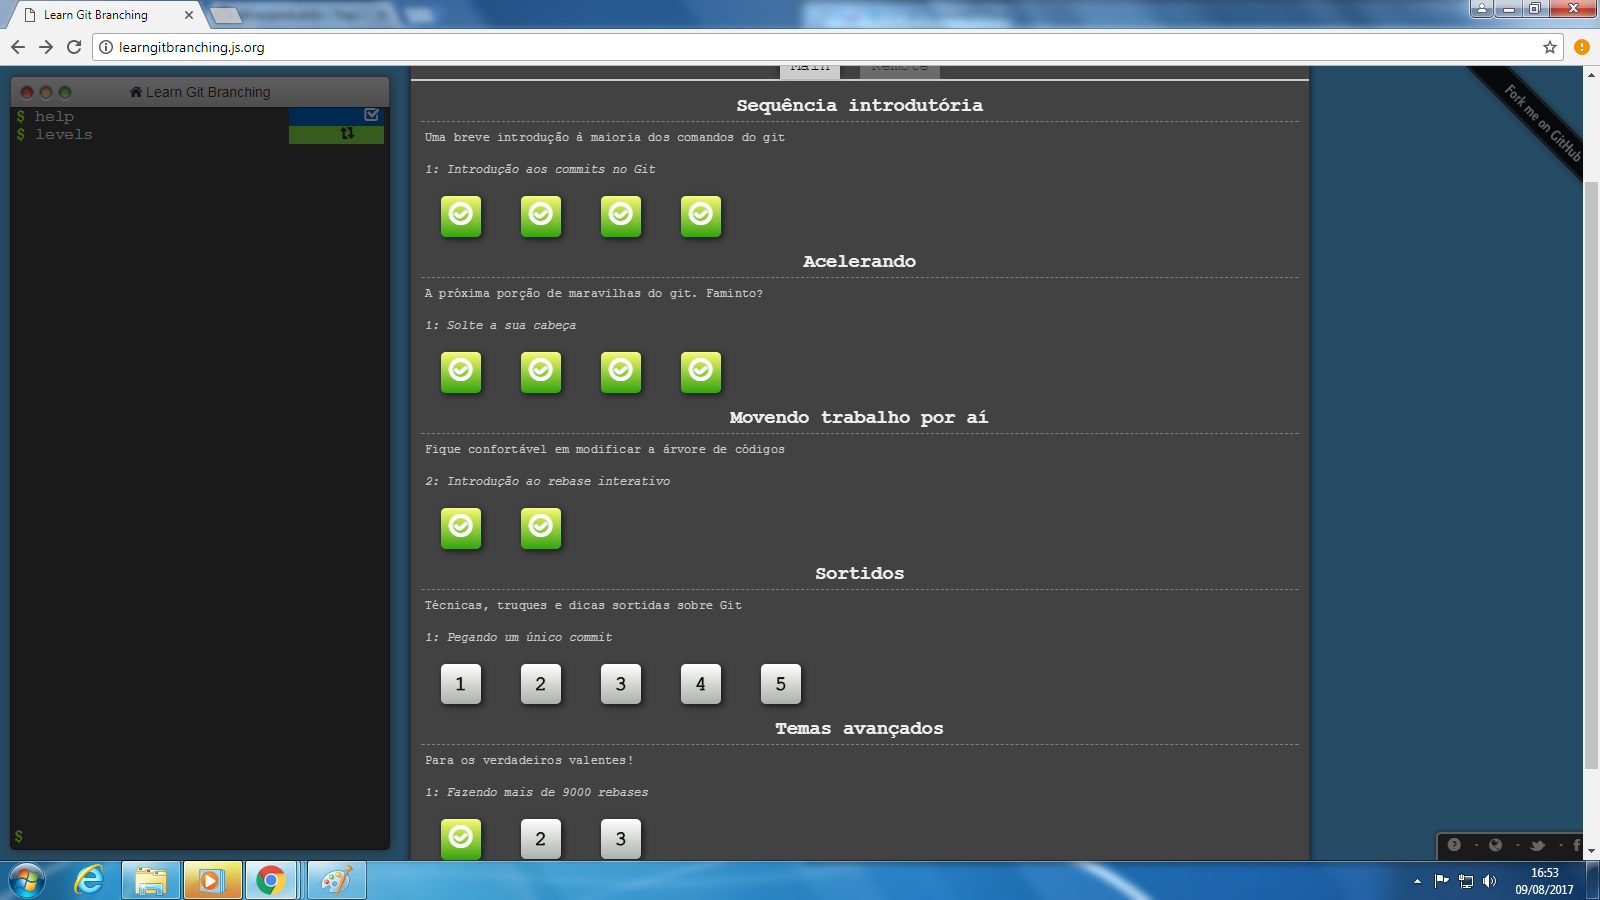 Learn Git Branching
learngitbranching.js.org
Learn Git Branching
$ help
$ levels
$
Main Remote
Sequência introdutória
Uma breve introdução à maioria dos comandos do git
1: Introdução aos commits no Git
Acelerando
A próxima porção de maravilhas do git. Faminto?
1: Solte a sua cabeça
Movendo trabalho por aí
Fique confortável em modificar a árvore de códigos
2: Introdução ao rebase interativo
Sortidos
Técnicas, truques e dicas sortidas sobre Git
1: Pegando um único commit
1 2 3 4 5
Temas avançados
Para os verdadeiros valentes!
1: Fazendo mais de 9000 rebases
2 3
Fork me on GitHub
16:53
09/08/2017